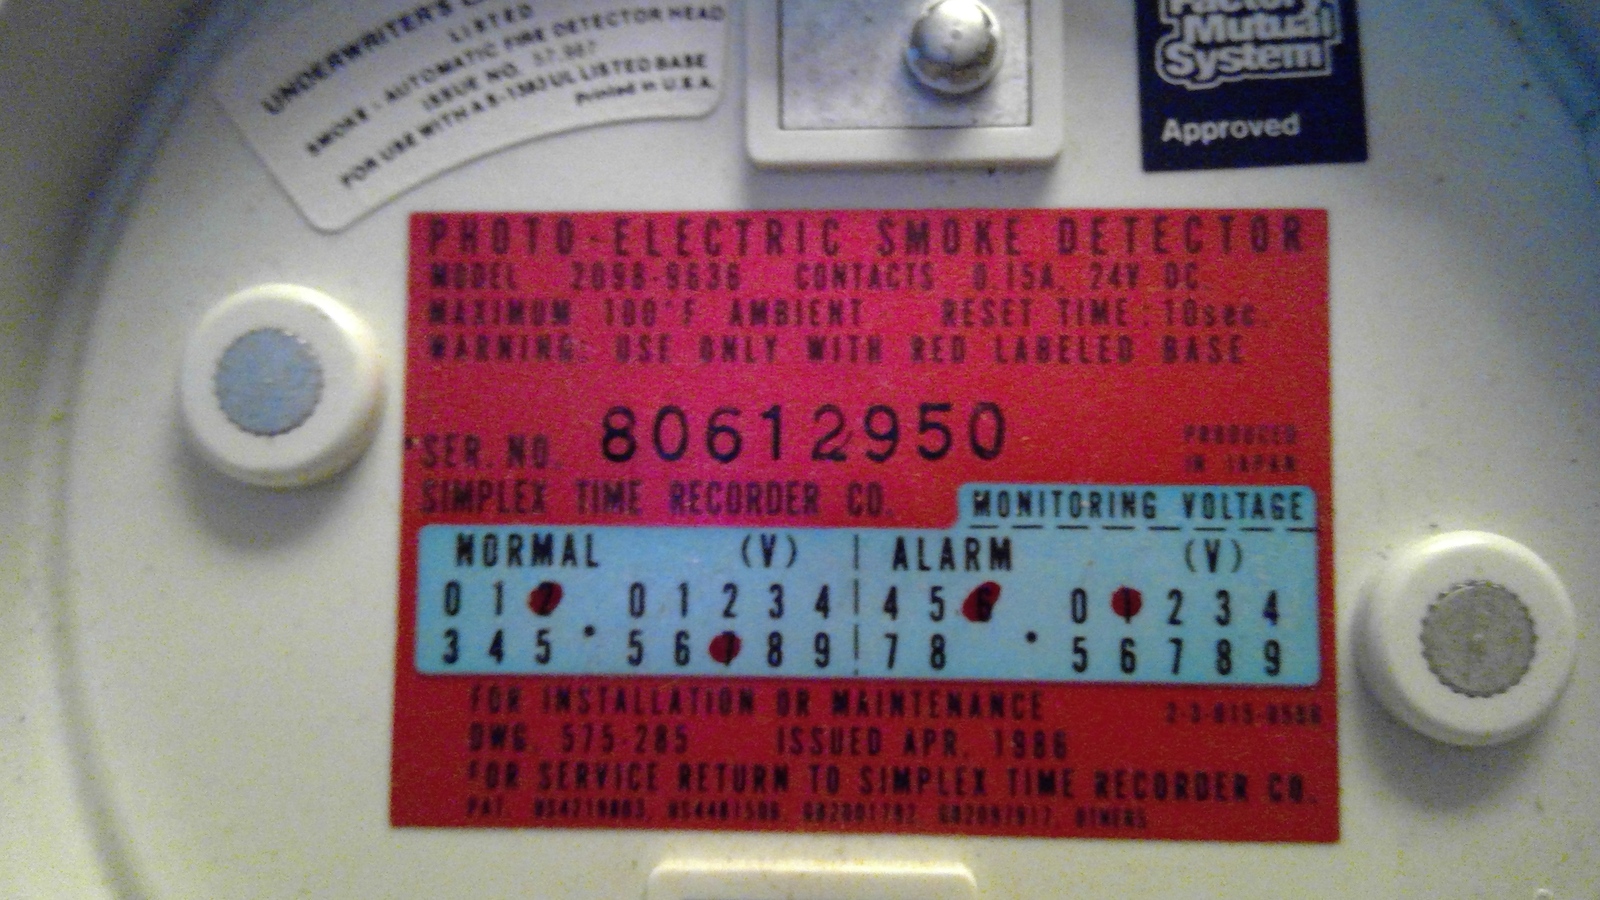 UNDERWRITER'S
LISTED
SMOKE - AUTOMATIC FIRE DETECTOR HEAD
ISSUE NO.
FOR USE WITH UL LISTED BASE
Printed in U.S.A.
Factory
Mutual
System
Approved
PHOTO-ELECTRIC SMOKE DETECTOR
MODEL 2098-9636 CONTACTS 0.15A, 24V DC.
MAXIMUM 100°F AMBIENT RESET TIME: 10sec.
WARNING: USE ONLY WITH RED LABELED BASE
SER. NO. 80612950
PRODUCED
IN JAPAN
SIMPLEX TIME RECORDER CO.
MONITORING VOLTAGE
NORMAL (V) ALARM (V)
0 1 2 0 1 2 3 4 4 5 6 0 1 2 3 4
3 4 5 . 5 6 7 8 9 7 8 . 5 6 7 8 9
FOR INSTALLATION OR MAINTENANCE
DWG. 575-285 ISSUED APR. 1986
FOR SERVICE RETURN TO SIMPLEX TIME RECORDER CO.
PAT. OTHERS